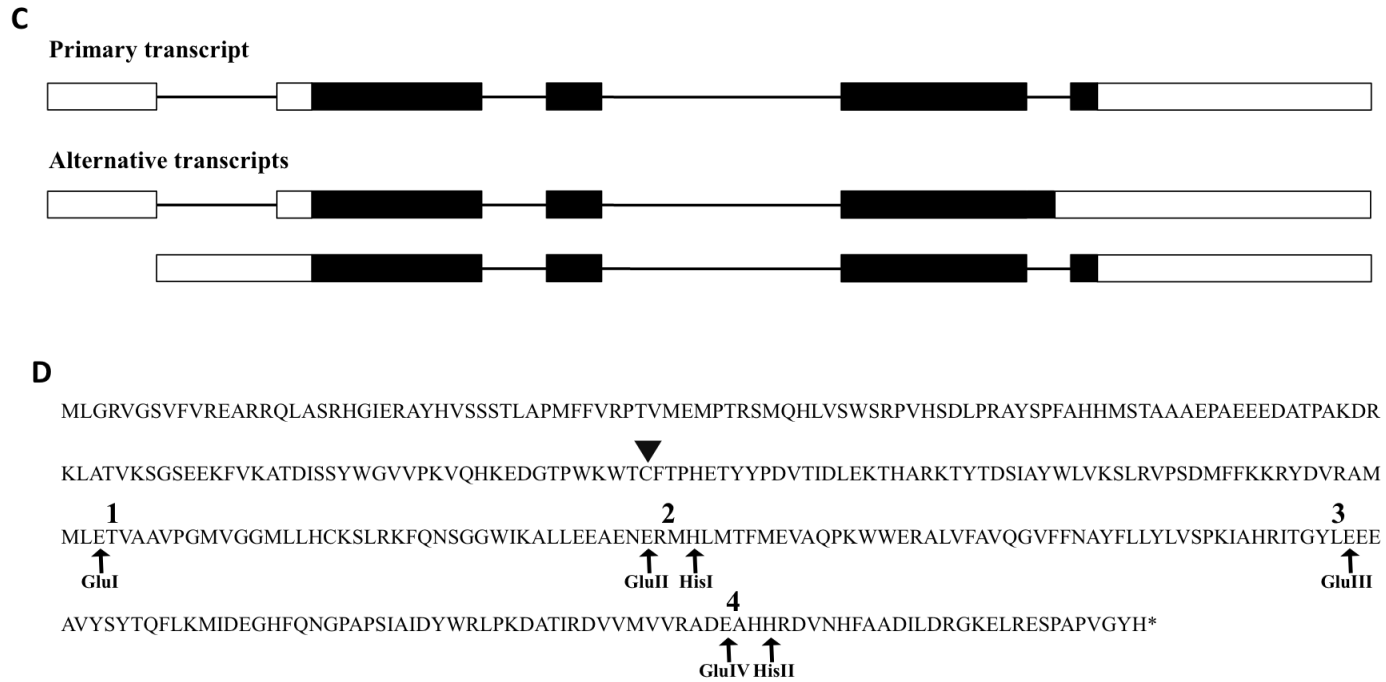 C
Primary transcript
Alternative transcripts
D
MLGRVGSVFVREARRQLASRHGIERAYHVSSSTLAPMFFVRPTVMEMPTRSMQHLVSWSRPVHSDLPRAYSPFAHHMSTAAAEPAEEEDATPAKDR
KLATVKSGSEEKFVKATDISSYWGVVPKVQHKEDGTPWKWTCFTPHETYYPDVTIDLEKTHARKTYTDSIAYWLVKSLRVPSDMFFKKRYDVRAM
1 2 3
MLETVAAVPGMVGGMLLHCKSLRKFQNSGGWIKALLEEAENERMHLMTFMEVAQPKWWERALVFAVQGVFFNAYFLLYLVSPKIAHRITGYLEEE
GluI GluII HisI GluIII
4
AVYSYTQFLKMIDEGHFQNGPAPSIAIDYWRLPKDATIRDVVMVVRADEAHHRDVNHFAADILDRGKELRESPAPVGYH*
GluIV HisII